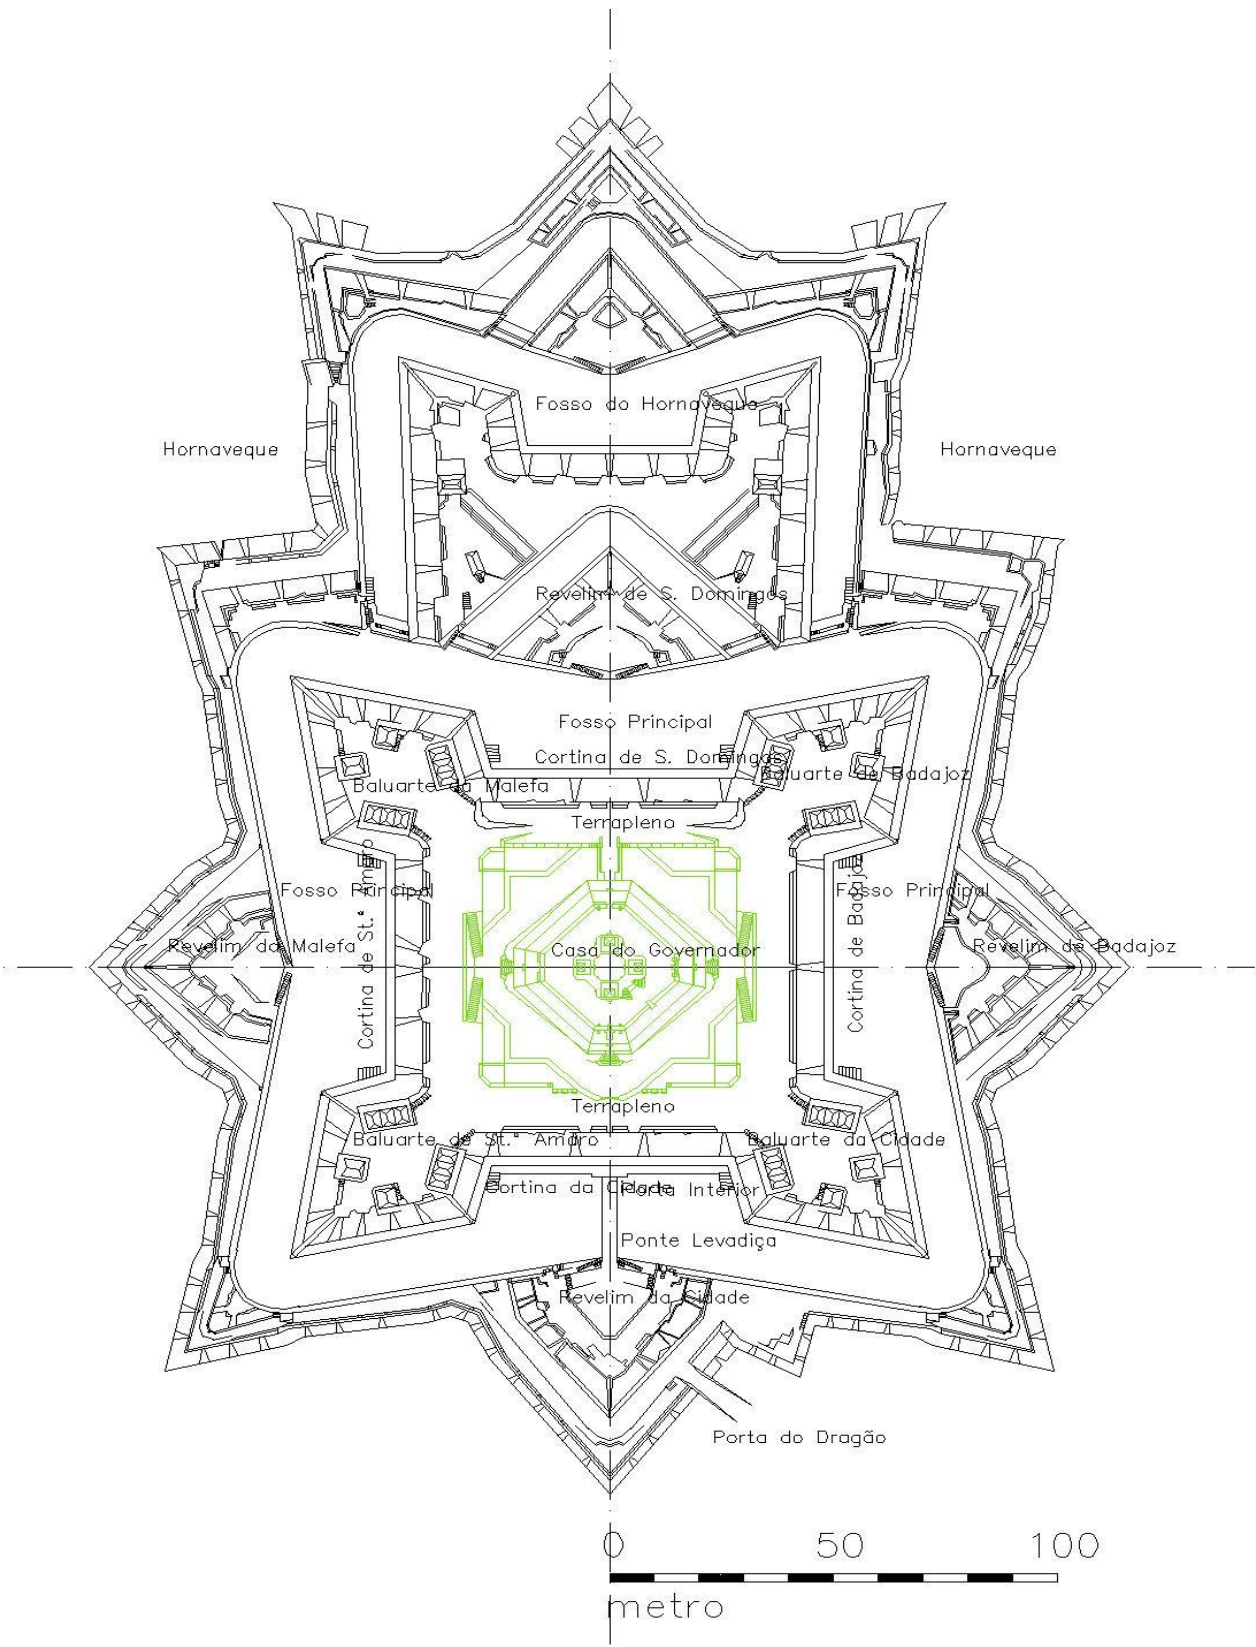 Fosso do Hornaveque
Hornaveque
Hornaveque
Revelim de S. Domingos
Fosso Principal
Cortina de S. Domingos
Baluarte de Badajoz
Baluarte da Malefa
Terrapleno
Cortina de St.º Amaro
Fosso Principal
Fosso Principal
Cortina de Badajoz
Revelim da Malefa
Casa do Governador
Revelim de Badajoz
Terrapleno
Baluarte de St.º Amaro
Baluarte da Cidade
Cortina da Cidade
Porta Interior
Ponte Levadiça
Revelim da Cidade
Porta do Dragão
0 50 100
metro